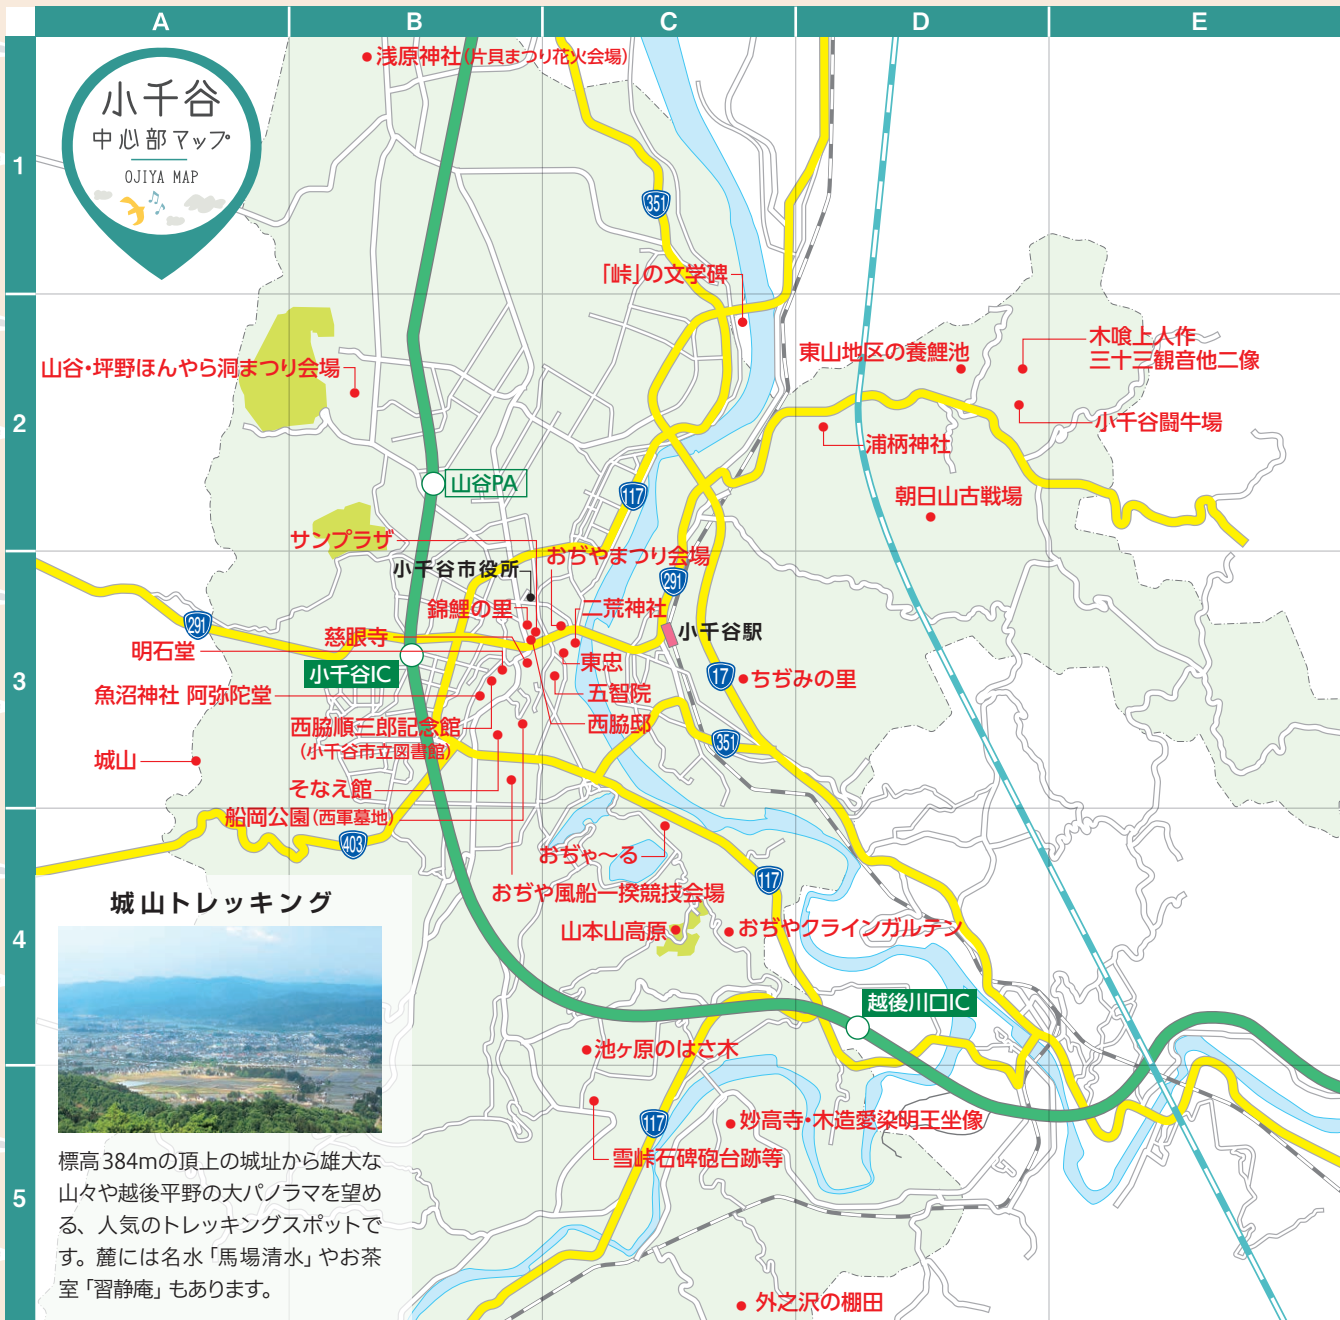 A
B
C
D
E
1
2
3
4
5
小千谷
中心部マップ
OJIYA MAP
浅原神社(片貝まつり花火会場)
351
「峠」の文学碑
山谷・坪野ほんやら洞まつり会場
東山地区の養鯉池
木喰上人作
三十三観音他二像
小千谷闘牛場
浦柄神社
山谷PA
117
朝日山古戦場
サンプラザ
おぢやまつり会場
小千谷市役所
291
錦鯉の里
二荒神社
小千谷駅
291
慈眼寺
明石堂
東忠
小千谷IC
17
ちぢみの里
魚沼神社 阿弥陀堂
五智院
西脇順三郎記念館
(小千谷市立図書館)
西脇邸
351
城山
そなえ館
船岡公園(西軍墓地)
403
おぢゃ〜る
117
おぢや風船一揆競技会場
山本山高原
おぢやクラインガルテン
越後川口IC
池ヶ原のはさ木
117
妙高寺・木造愛染明王坐像
雪峠石碑砲台跡等
外之沢の棚田
城山トレッキング
標高384mの頂上の城址から雄大な
山々や越後平野の大パノラマを望め
る、人気のトレッキングスポットで
す。麓には名水「馬場清水」やお茶
室「習静庵」もあります。